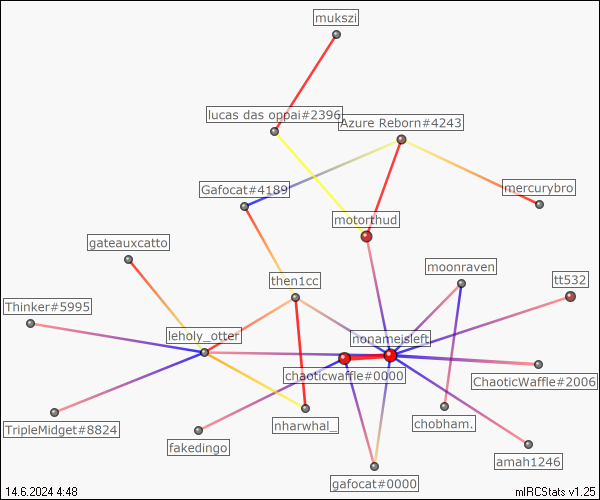 mukszi
lucas das oppai#2396
Azure Reborn#4243
Gafocat#4189
mercurybro
motorthud
gateauxcatto
moonraven
then1cc
tt532
Thinker#5995
leholy_otter
nonameisleft
chaoticwaffle#0000
ChaoticWaffle#2006
nharwhal_
chobham.
TripleMidget#8824
fakedingo
amah1246
gafocat#0000
14.6.2024 4:48
mIRCStats v1.25